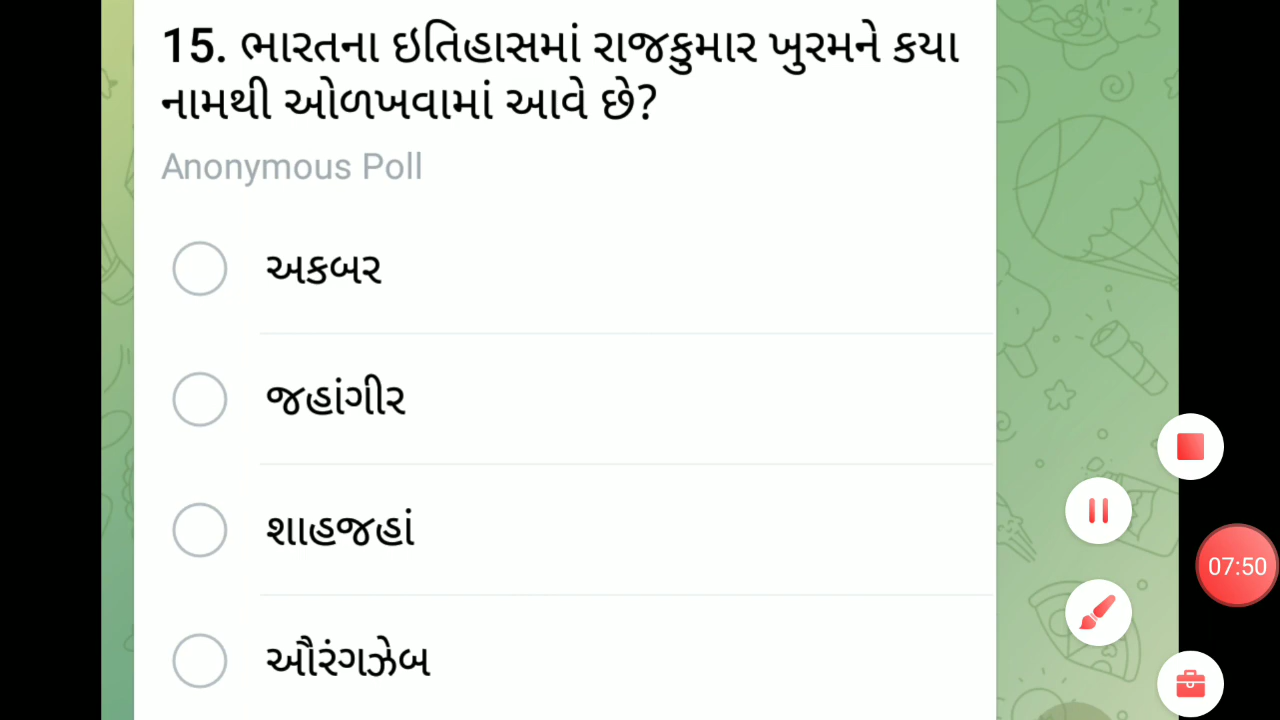 15. ભારતના ઇતિહાસમાં રાજકુમાર ખુરમને કયા
નામથી ઓળખવામાં આવે છે?
Anonymous Poll
અકબર
જહાંગીર
શાહજહાં
ઔરંગઝેબ
07:50